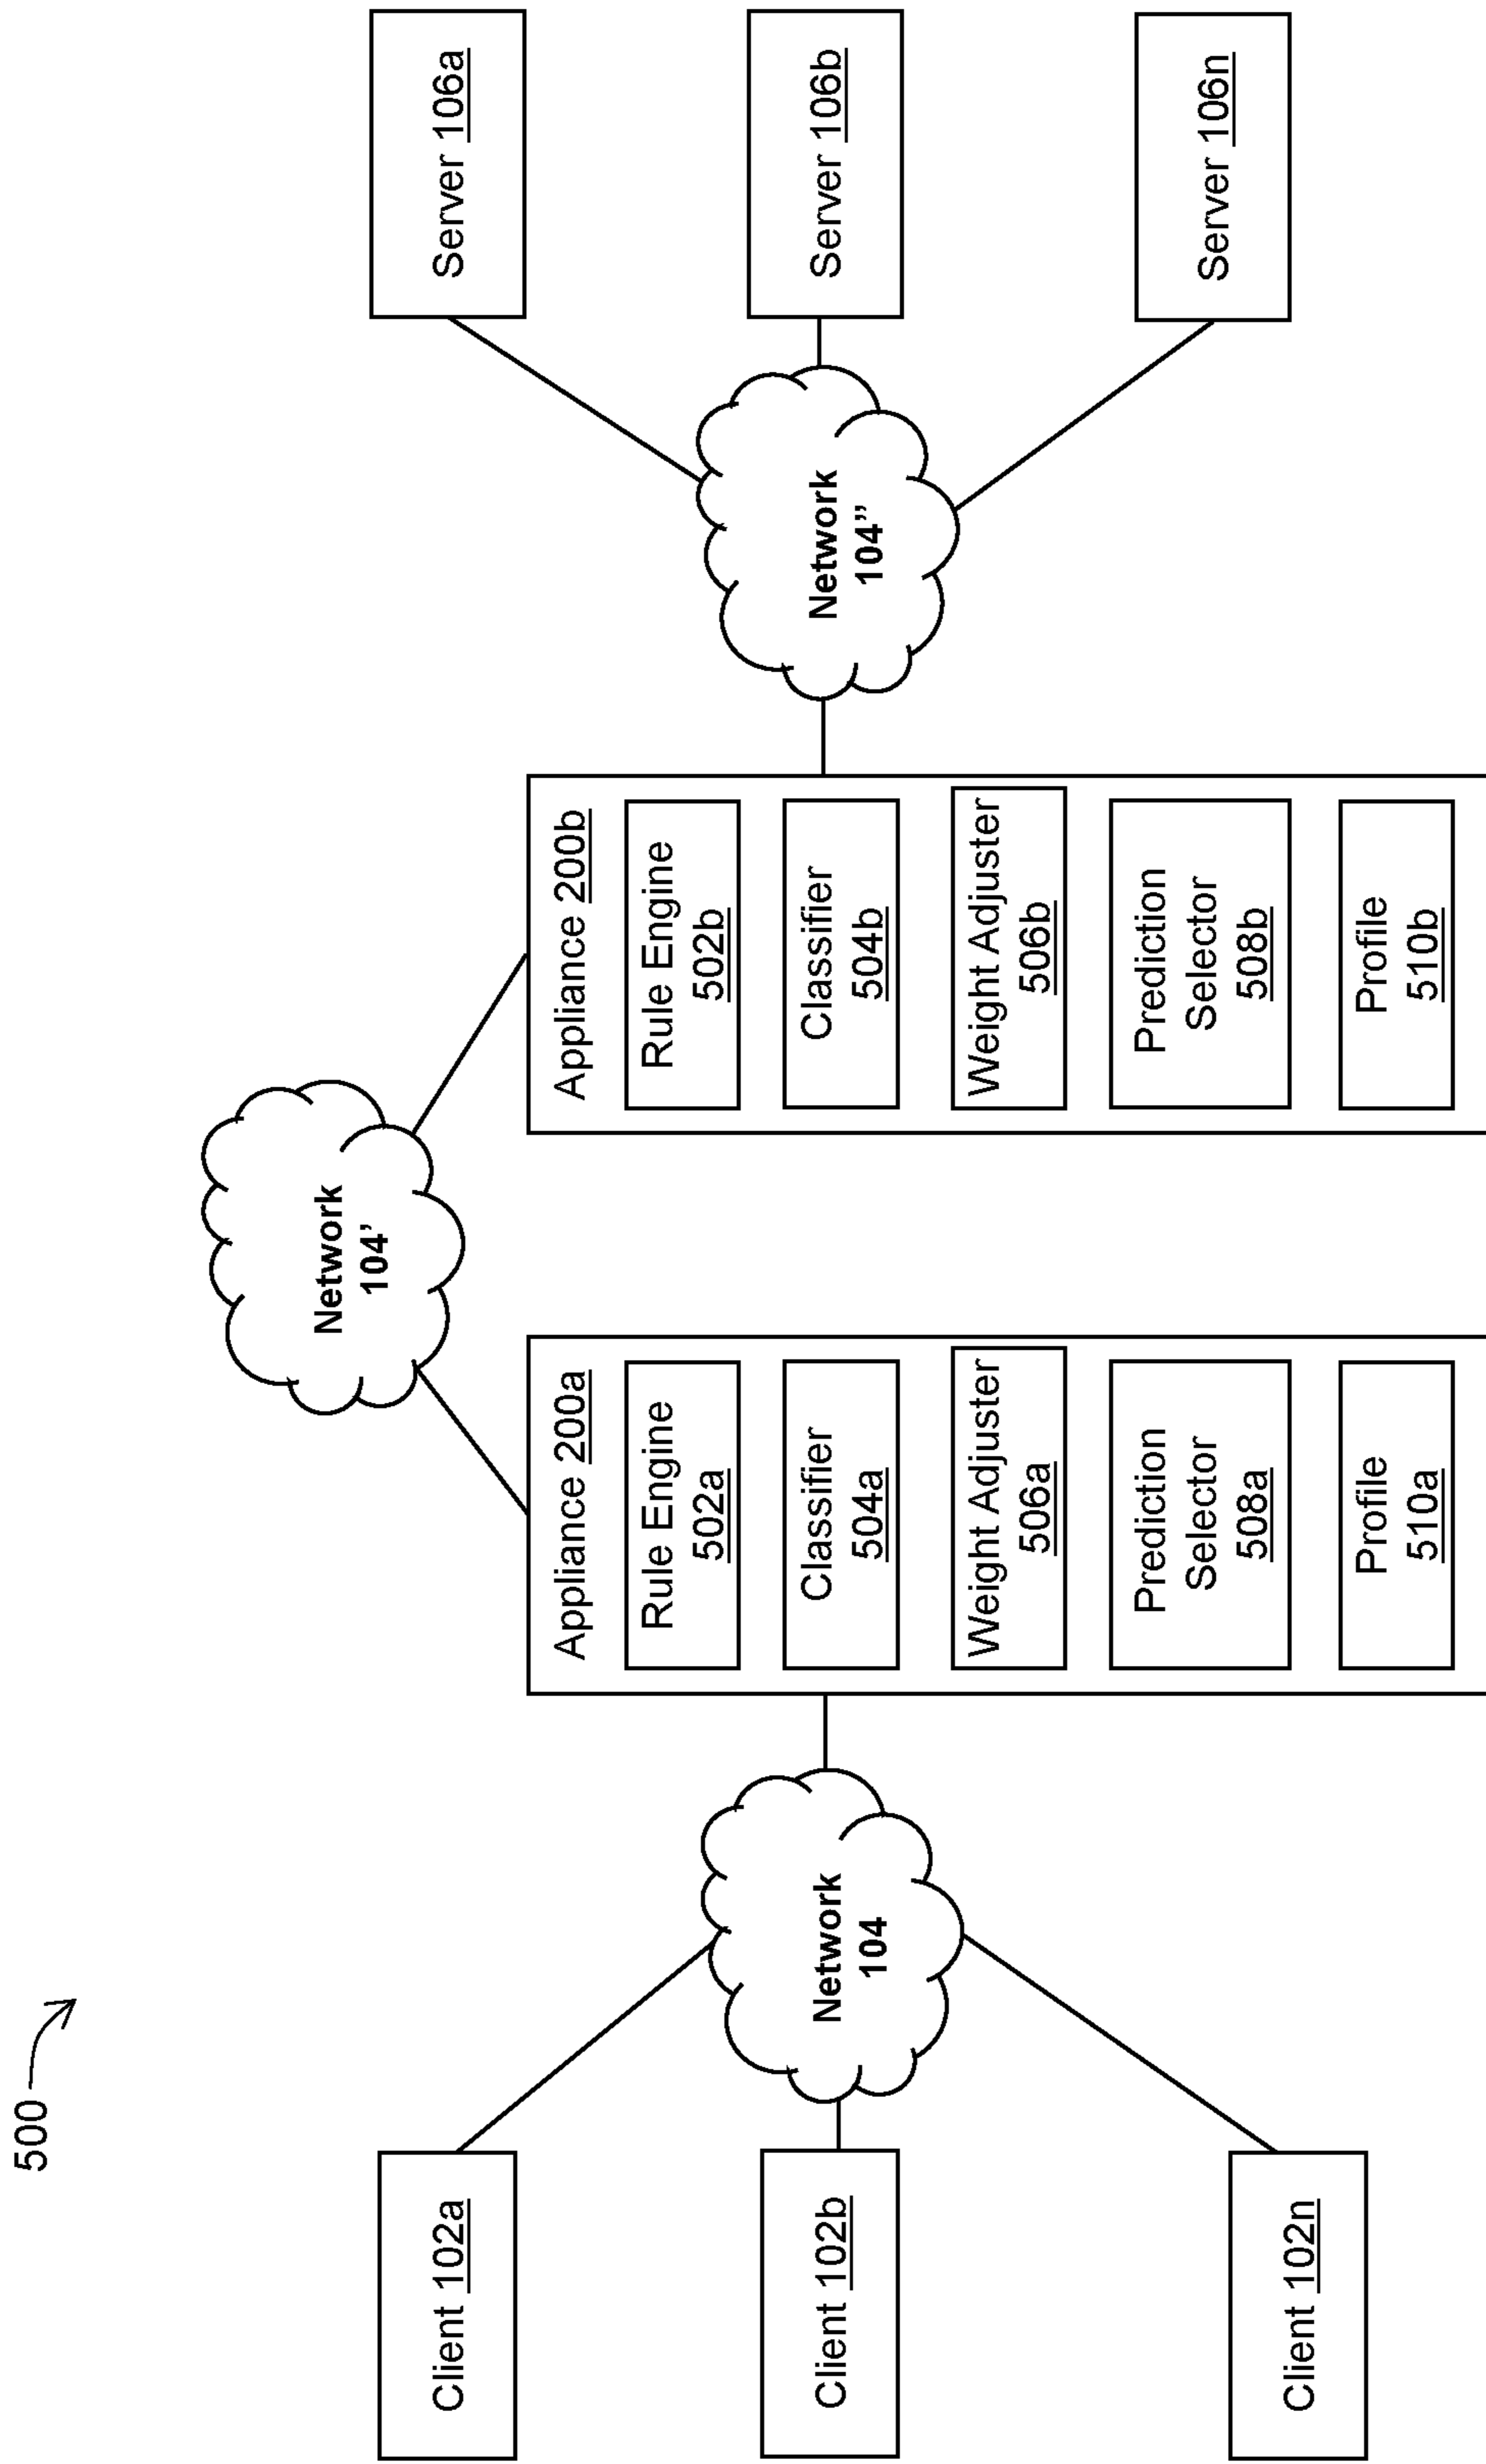 500
Client 102a
Client 102b
Client 102n
Network
104
Appliance 200a
Rule Engine
502a
Classifier
504a
Weight Adjuster
506a
Prediction
Selector
508a
Profile
510a
Network
104’
Appliance 200b
Rule Engine
502b
Classifier
504b
Weight Adjuster
506b
Prediction
Selector
508b
Profile
510b
Network
104”
Server 106a
Server 106b
Server 106n